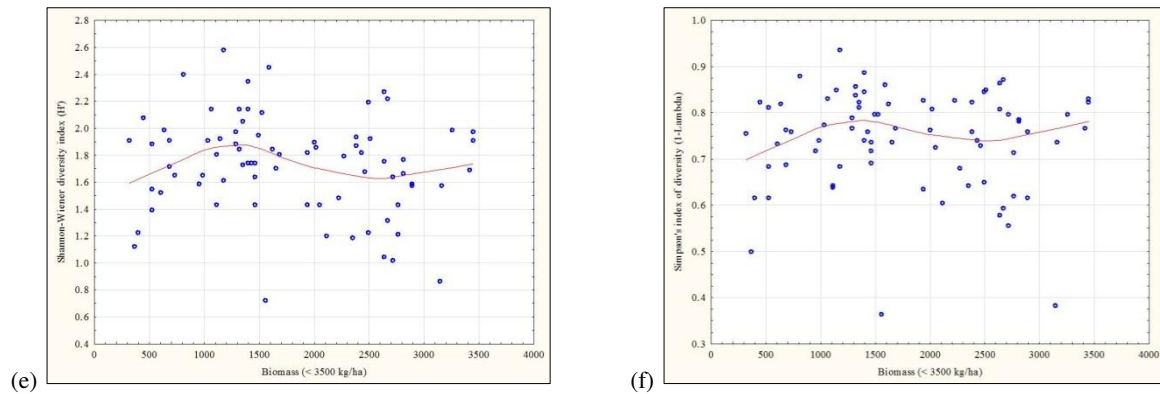 2.8
2.6
2.4
2.2
2.0
1.8
1.6
1.4
1.2
1.0
0.8
0.6
0.4
Shannon-Wiener diversity index (H')
0 500 1000 1500 2000 2500 3000 3500 4000
Biomass (< 3500 kg/ha)
(e)
1.0
0.9
0.8
0.7
0.6
0.5
0.4
0.3
Simpson's index of diversity (1-Lambda)
0 500 1000 1500 2000 2500 3000 3500 4000
Biomass (< 3500 kg/ha)
(f)